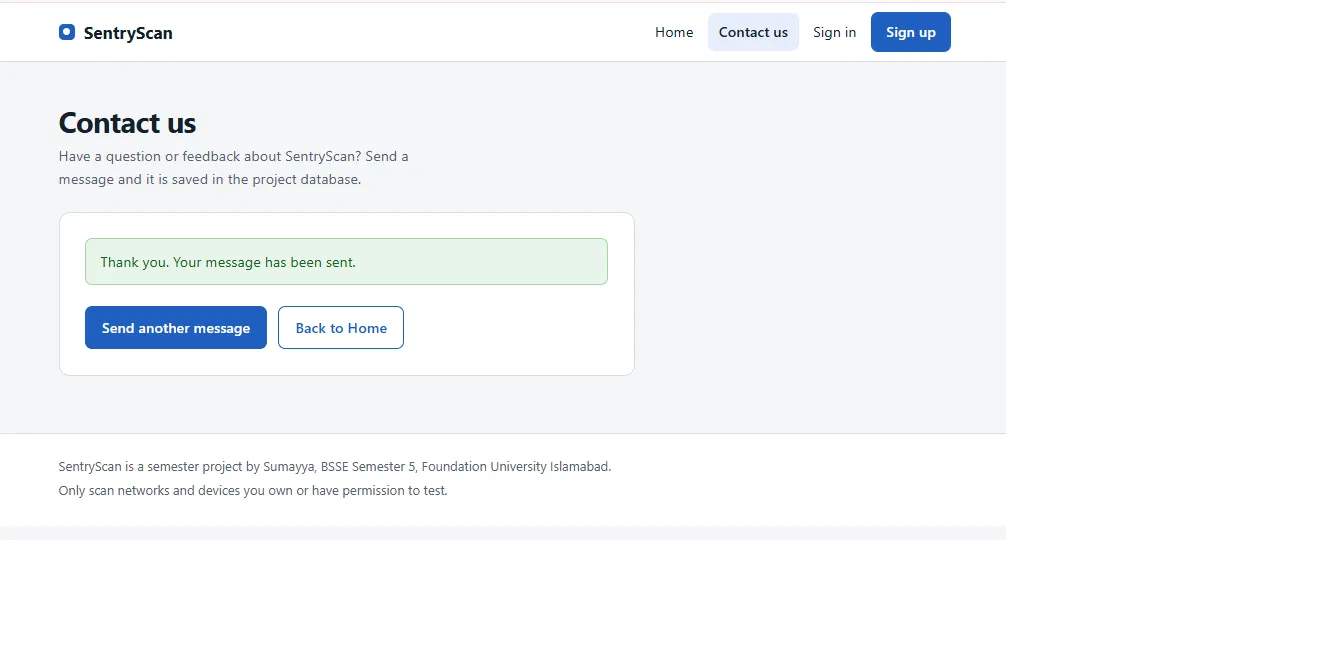 SentryScan
Home
Contact us
Sign in
Sign up
Contact us
Have a question or feedback about SentryScan? Send a
message and it is saved in the project database.
Thank you. Your message has been sent.
Send another message
Back to Home
SentryScan is a semester project by Sumayya, BSSE Semester 5, Foundation University Islamabad.
Only scan networks and devices you own or have permission to test.